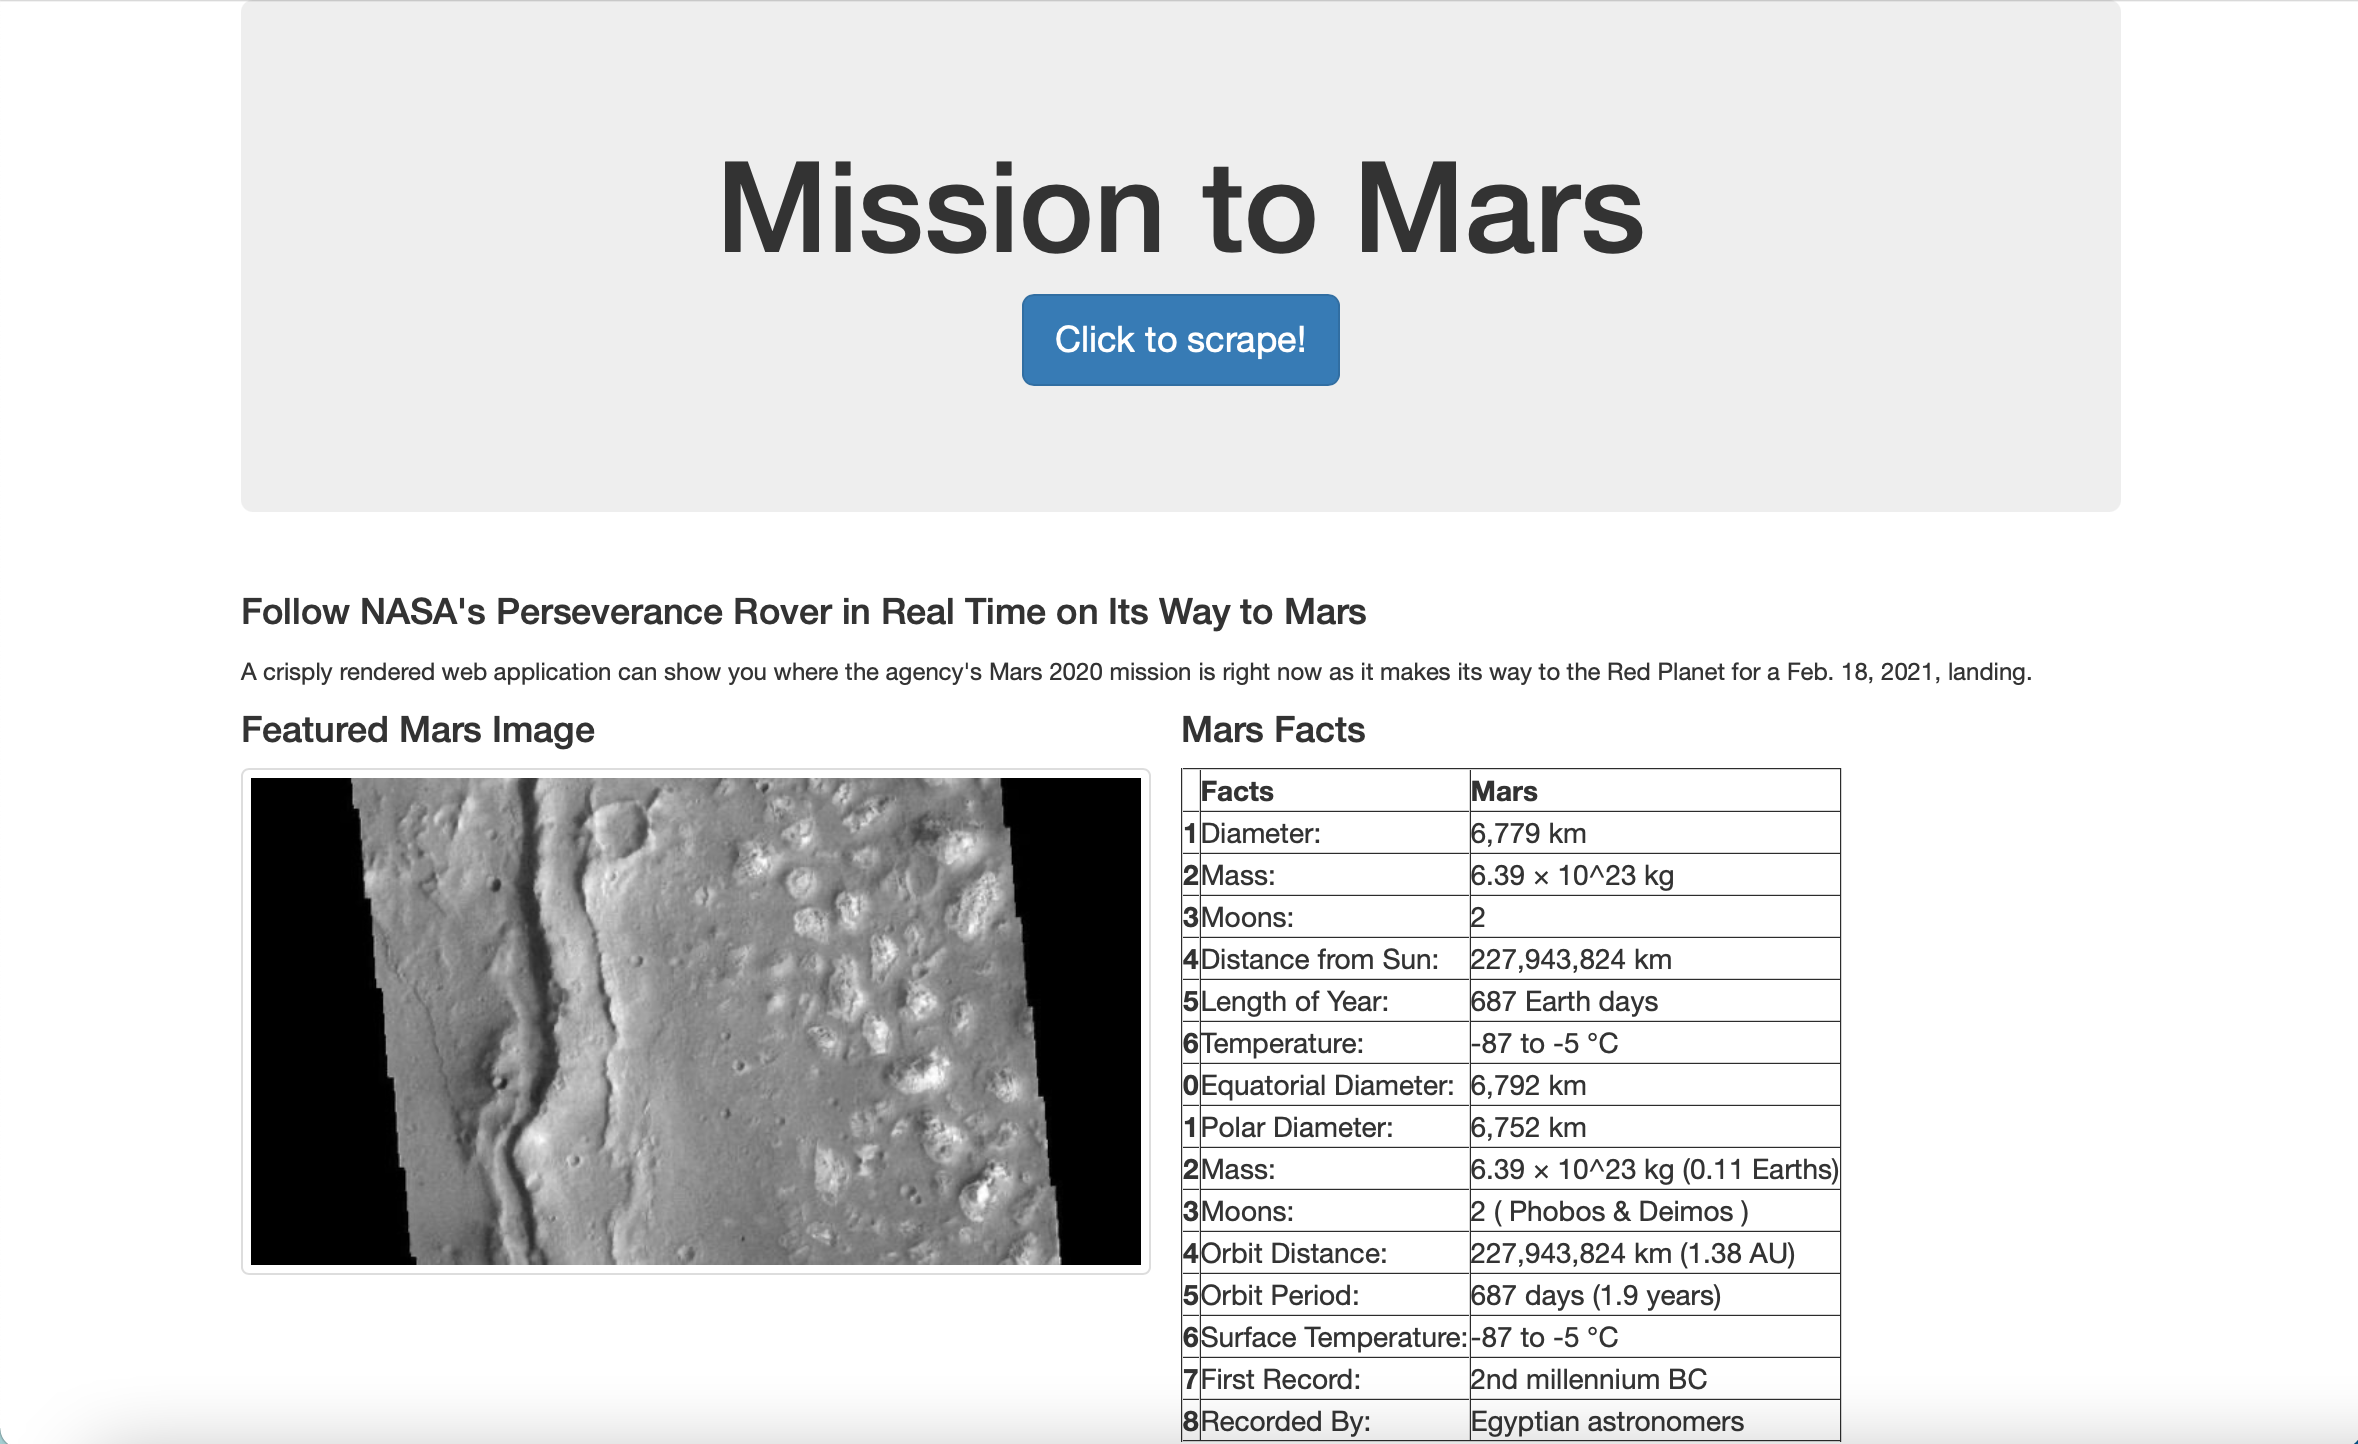 Mission to Mars
Click to scrape!
Follow NASA's Perseverance Rover in Real Time on Its Way to Mars
A crisply rendered web application can show you where the agency's Mars 2020 mission is right now as it makes its way to the Red Planet for a Feb. 18, 2021, landing.
Featured Mars Image
Mars Facts
Facts Mars
1 Diameter: 6,779 km
2 Mass: 6.39 × 10^23 kg
3 Moons: 2
4 Distance from Sun: 227,943,824 km
5 Length of Year: 687 Earth days
6 Temperature: -87 to -5 °C
0 Equatorial Diameter: 6,792 km
1 Polar Diameter: 6,752 km
2 Mass: 6.39 × 10^23 kg (0.11 Earths)
3 Moons: 2 ( Phobos & Deimos )
4 Orbit Distance: 227,943,824 km (1.38 AU)
5 Orbit Period: 687 days (1.9 years)
6 Surface Temperature: -87 to -5 °C
7 First Record: 2nd millennium BC
8 Recorded By: Egyptian astronomers